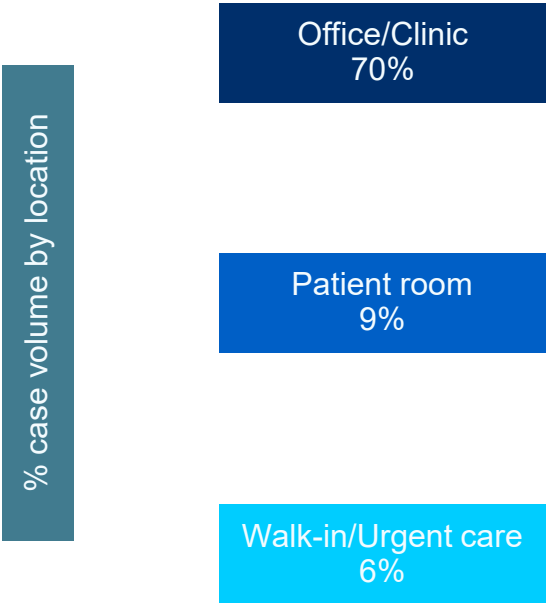 % case volume by location
Office/Clinic
70%
Patient room
9%
Walk-in/Urgent care
6%